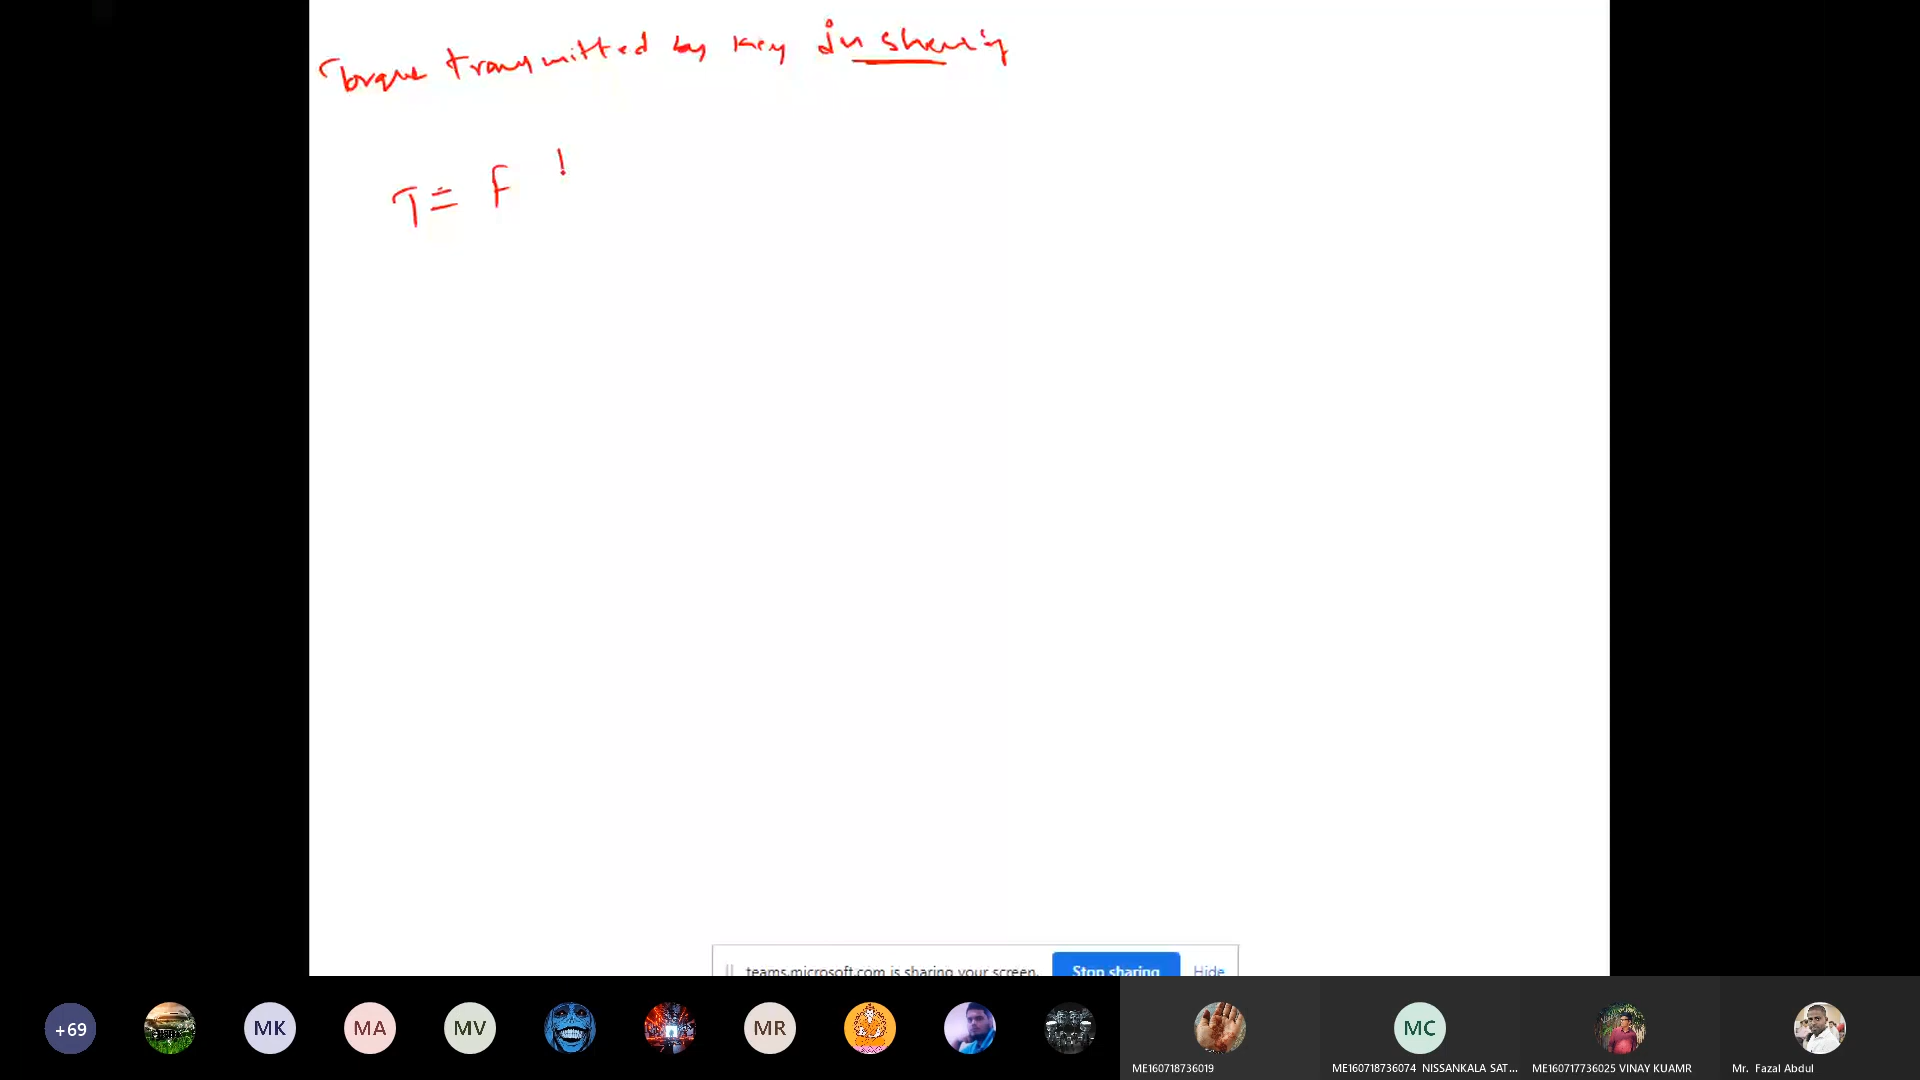 Torque transmitted by key in shearing
T = F
teams.microsoft.com is sharing your screen. Stop sharing Hide
+69 MK MA MV MR MC
ME160718736019 ME160718736074 NISSANKALA SAT... ME160717736025 VINAY KUAMR Mr. Fazal Abdul